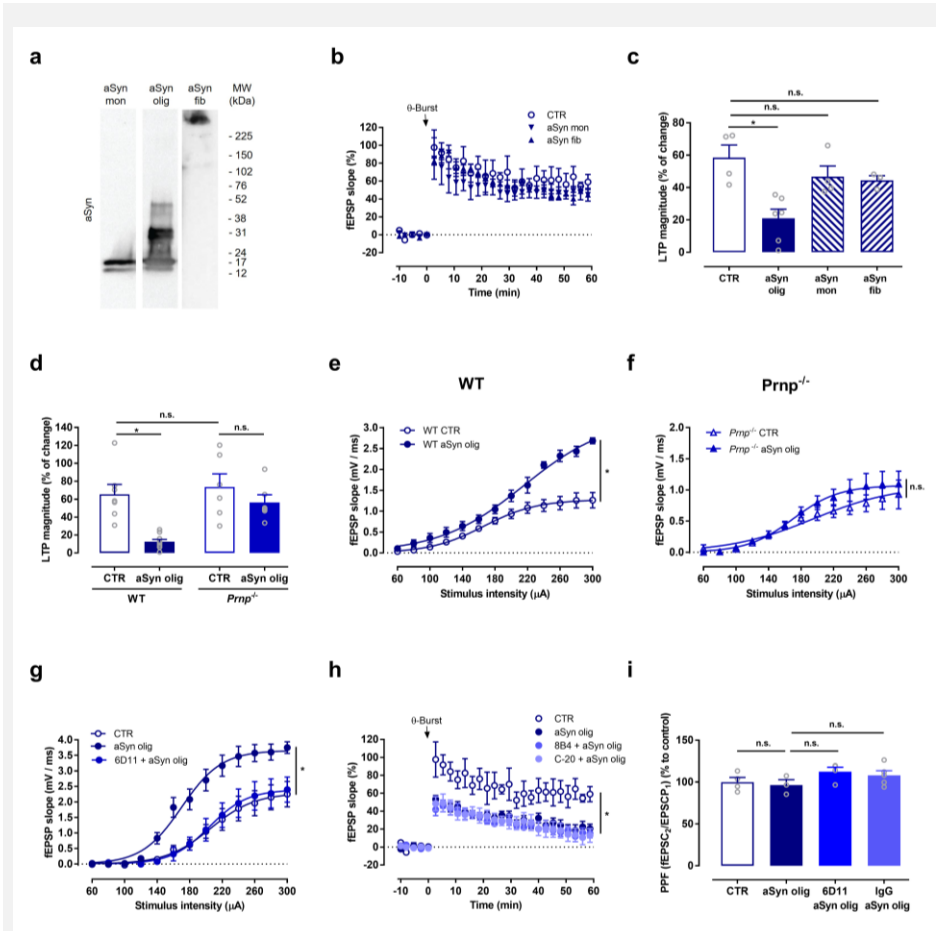 a
aSyn
mon
aSyn
olig
aSyn
fib
MW
(kDa)
- 225
- 150
- 102
- 76
- 52
- 38
- 31
- 24
- 17
- 12
aSyn
b
θ-Burst
CTR
aSyn mon
aSyn fib
120
100
80
60
40
20
0
-20
fEPSP slope (%)
-10 0 10 20 30 40 50 60
Time (min)
c
n.s.
n.s.
*
80
60
40
20
0
LTP magnitude (% of change)
CTR
aSyn
olig
aSyn
mon
aSyn
fib
d
n.s.
*
n.s.
140
120
100
80
60
40
20
0
LTP magnitude (% of change)
CTR aSyn olig CTR aSyn olig
WT Prnp-/-
e
WT
WT CTR
WT aSyn olig
3.0
2.5
2.0
1.5
1.0
0.5
0.0
fEPSP slope (mV / ms)
*
60 100 140 180 220 260 300
Stimulus intensity (µA)
f
Prnp-/-
Prnp-/- CTR
Prnp-/- aSyn olig
2.0
1.5
1.0
0.5
0.0
fEPSP slope (mV / ms)
n.s.
60 100 140 180 220 260 300
Stimulus intensity (µA)
g
CTR
aSyn olig
6D11 + aSyn olig
4.0
3.5
3.0
2.5
2.0
1.5
1.0
0.5
0.0
fEPSP slope (mV / ms)
*
60 100 140 180 220 260 300
Stimulus intensity (µA)
h
θ-Burst
CTR
aSyn olig
8B4 + aSyn olig
C-20 + aSyn olig
120
100
80
60
40
20
0
-20
fEPSP slope (%)
*
-10 0 10 20 30 40 50 60
Time (min)
i
n.s.
n.s.
n.s.
150
100
50
0
PPF (fEPSC2/EPSCP1) (% to control)
CTR
aSyn olig
6D11
aSyn olig
IgG
aSyn olig